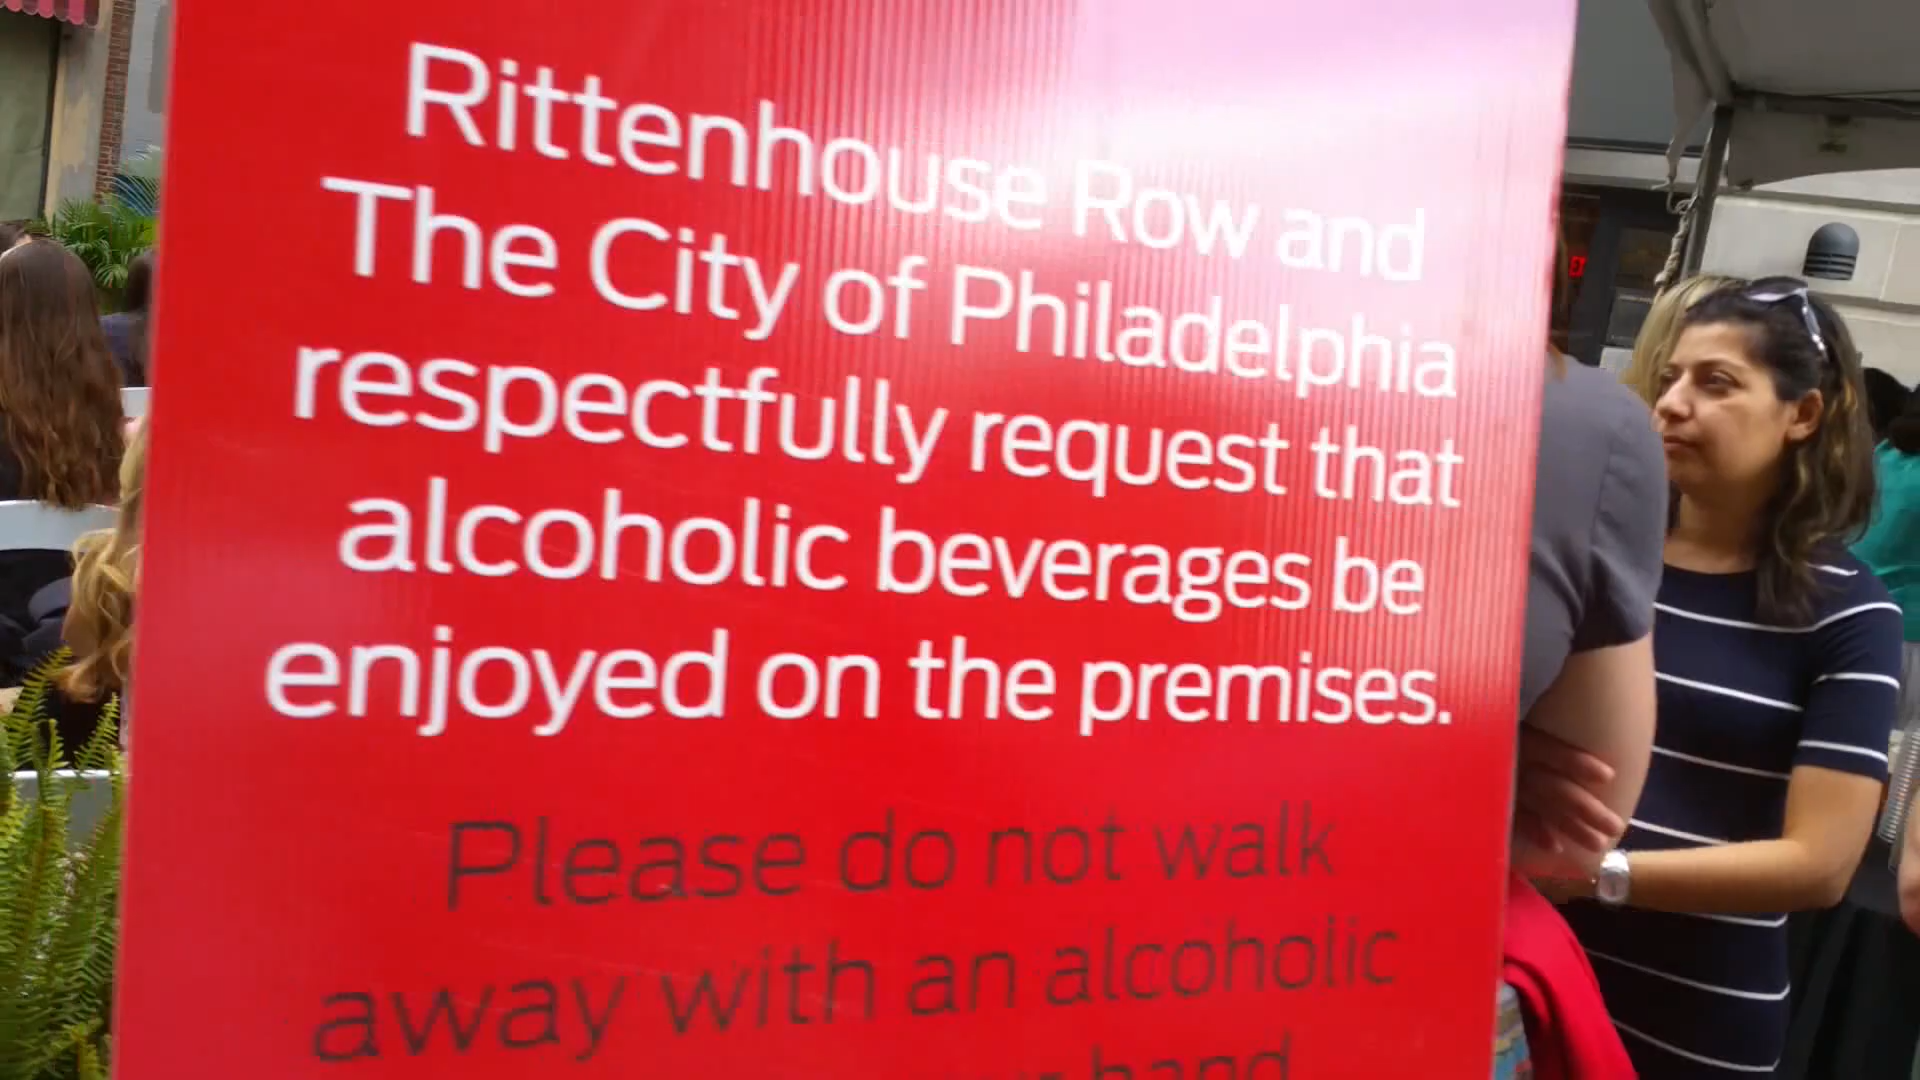 Rittenhouse Row and
The City of Philadelphia
respectfully request that
alcoholic beverages be
enjoyed on the premises.
Please do not walk
away with an alcoholic
hand